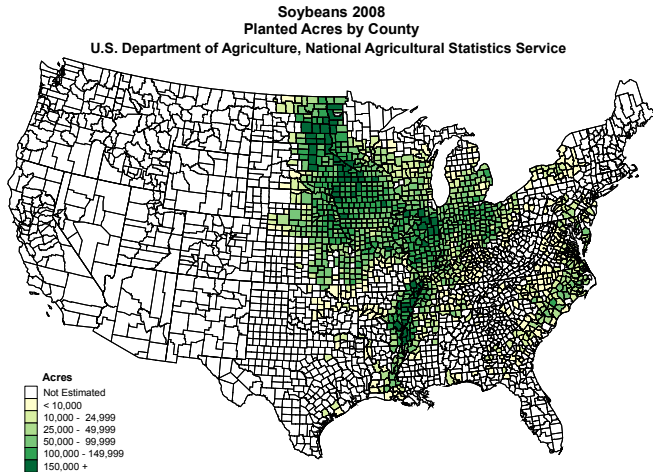 Soybeans 2008
Planted Acres by County
U.S. Department of Agriculture, National Agricultural Statistics Service
Acres
Not Estimated
< 10,000
10,000 - 24,999
25,000 - 49,999
50,000 - 99,999
100,000 - 149,999
150,000 +